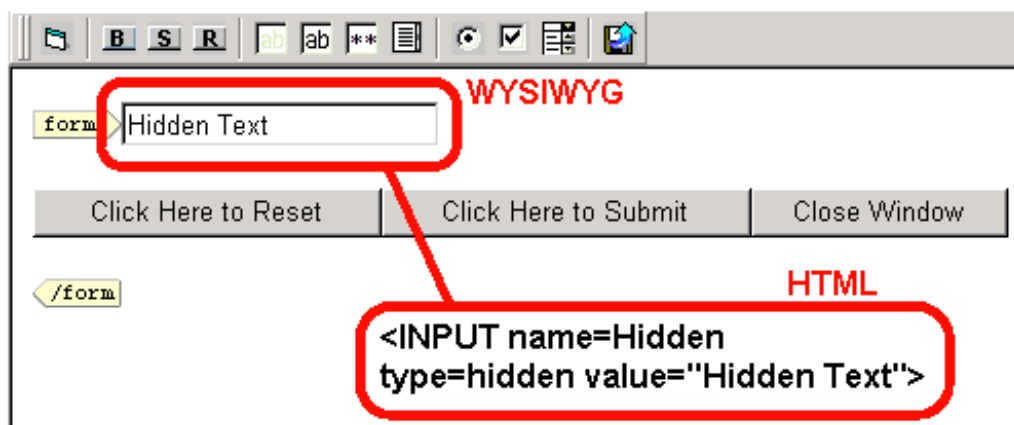 B S R ab ab **
WYSIWYG
form Hidden Text
Click Here to Reset Click Here to Submit Close Window
/form
HTML
<INPUT name=Hidden
type=hidden value="Hidden Text">